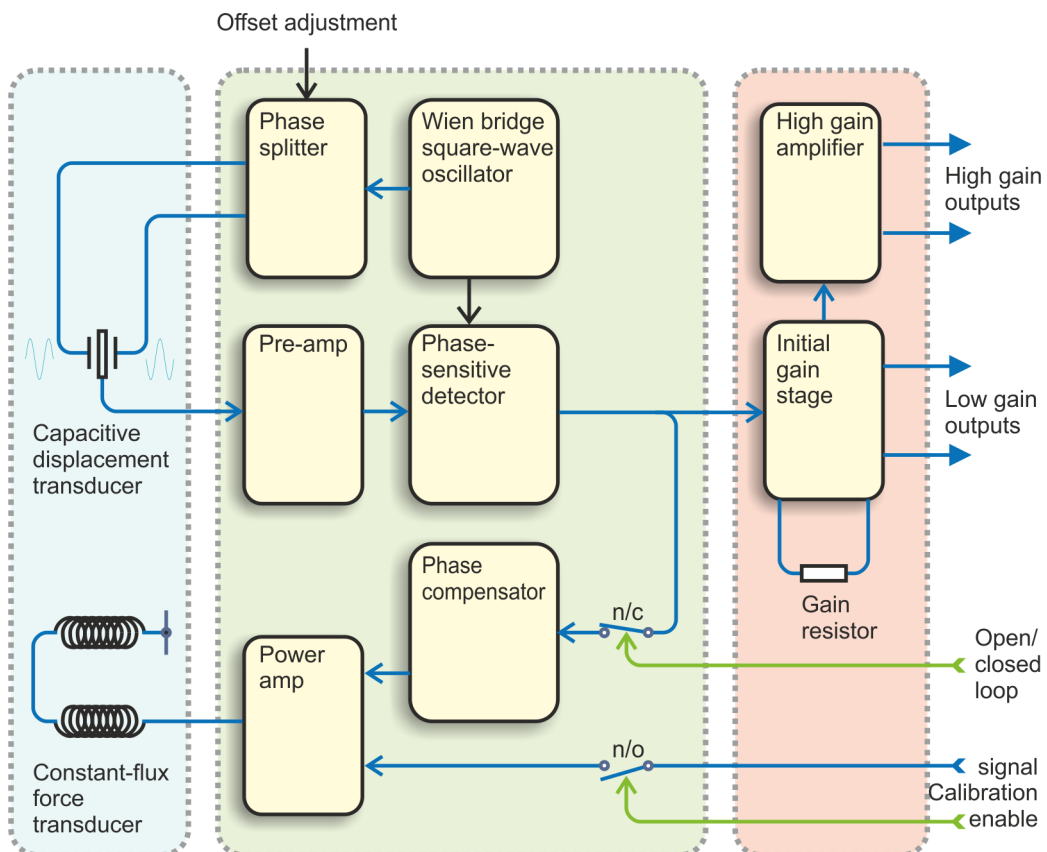 Offset adjustment
Phase
splitter
Wien bridge
square-wave
oscillator
High gain
amplifier
High gain
outputs
Pre-amp
Phase-
sensitive
detector
Initial
gain
stage
Low gain
outputs
Capacitive
displacement
transducer
Phase
compensator
n/c
Gain
resistor
Open/
closed
loop
Power
amp
n/o
Constant-flux
force
transducer
signal
Calibration
enable